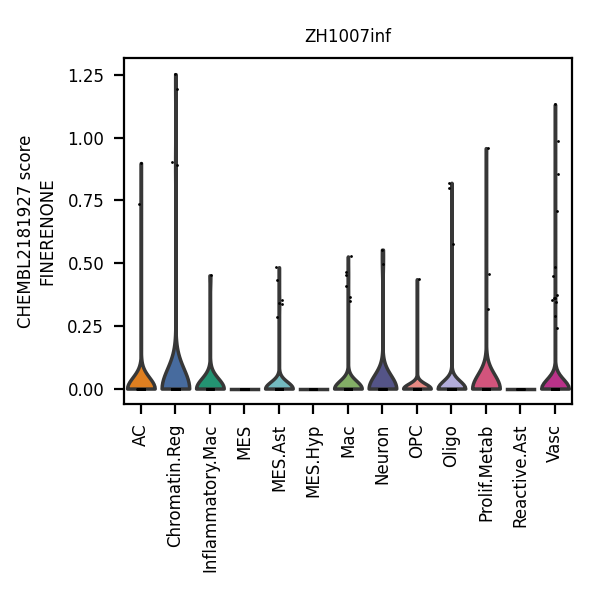 ZH1007inf
CHEMBL2181927 score
FINERENONE
1.25
1.00
0.75
0.50
0.25
0.00
AC
Chromatin.Reg
Inflammatory.Mac
MES
MES.Ast
MES.Hyp
Mac
Neuron
OPC
Oligo
Prolif.Metab
Reactive.Ast
Vasc